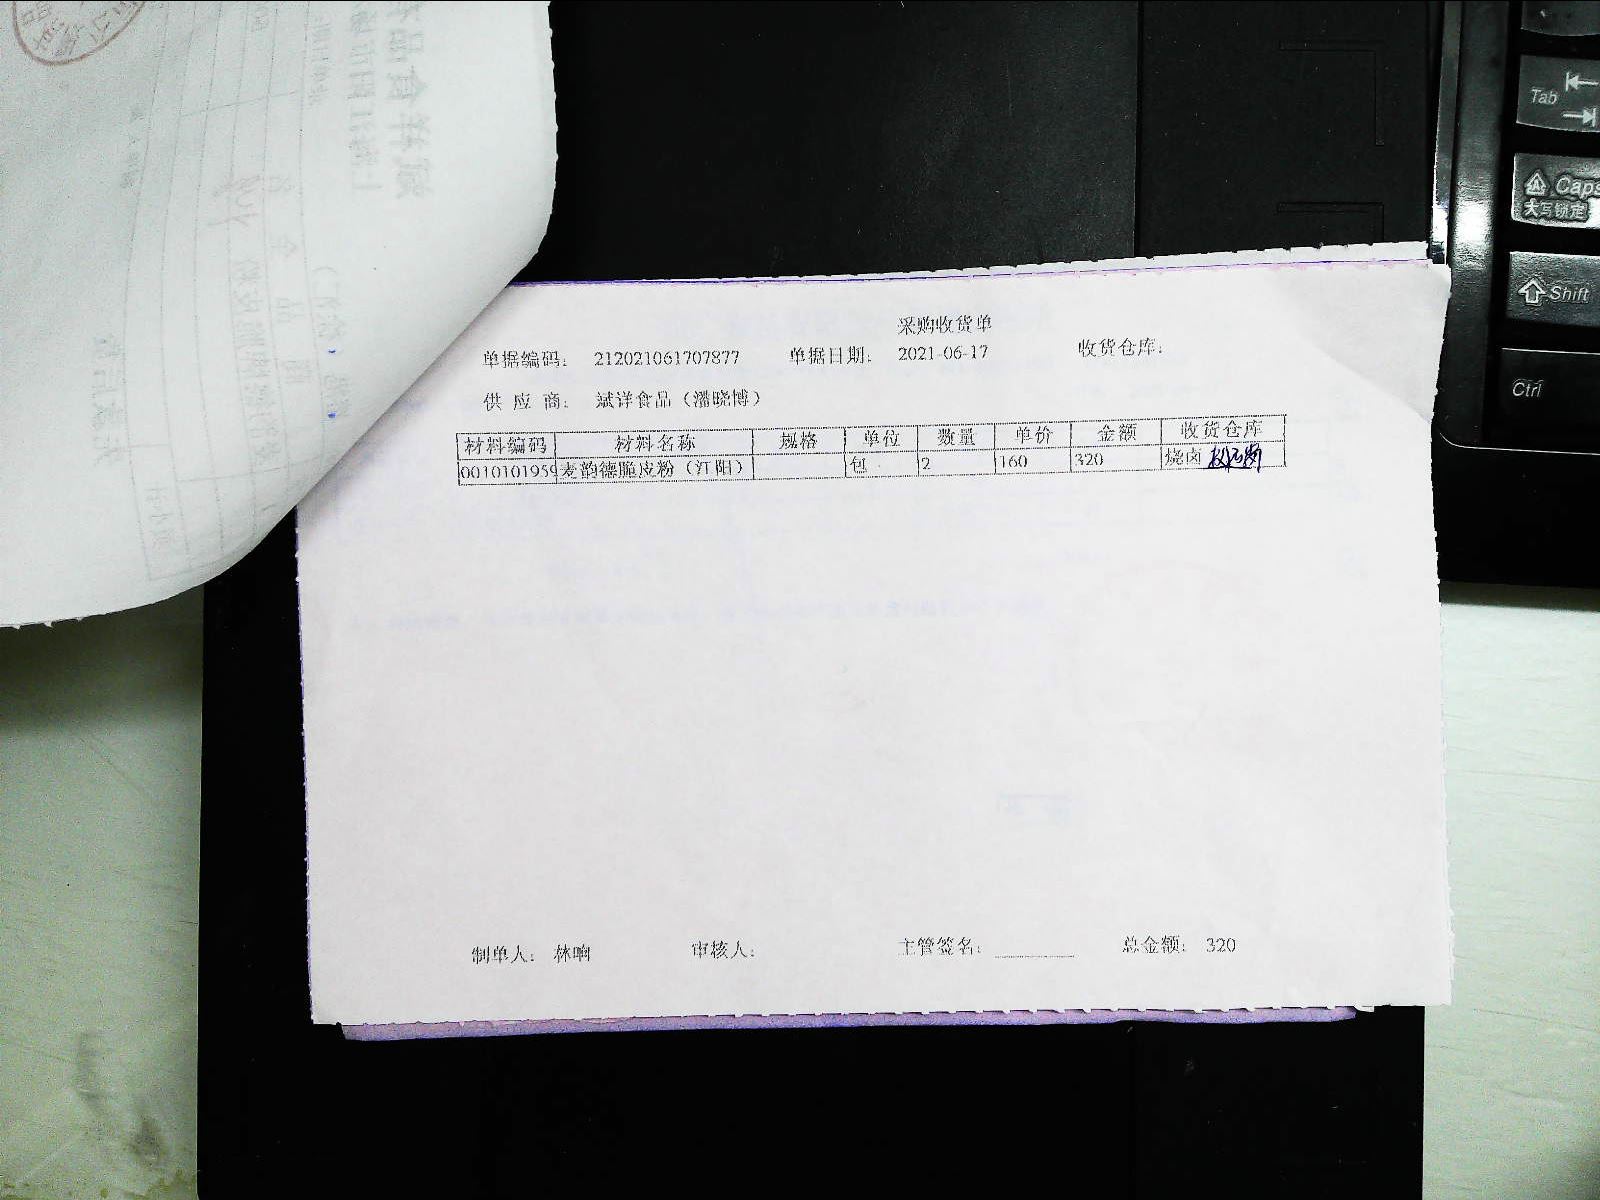 采购收货单
单据编码： 212021061707877 单据日期： 2021-06-17 收货仓库：
供 应 商： 斌详食品（潘晓博）
材料编码 材料名称 规格 单位 数量 单价 金额 收货仓库
0010101959 麦韵德脆皮粉（江阳） 包 2 160 320 烧卤
制单人： 林响 审核人： 主管签名： 总金额： 320
Tab
Caps
大写锁定
Shift
Ctrl